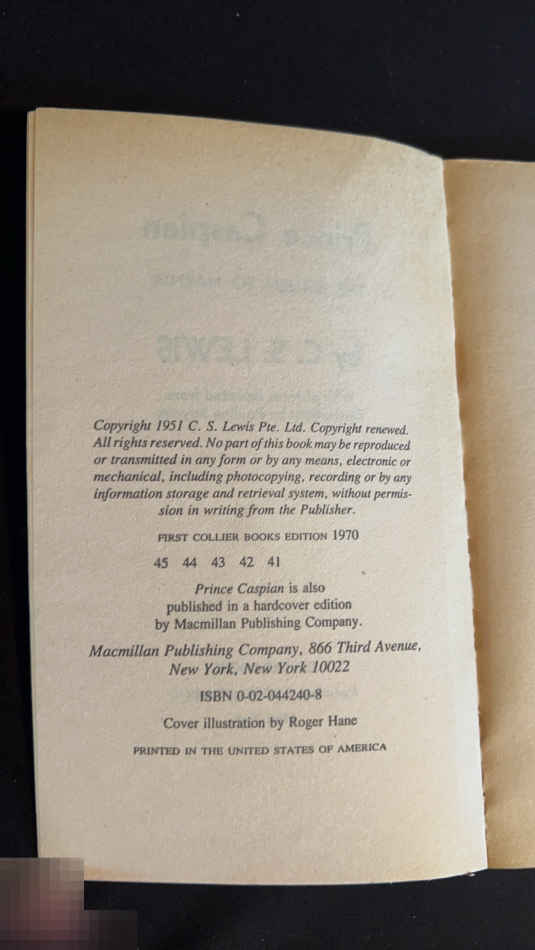 Copyright 1951 C. S. Lewis Pte. Ltd. Copyright renewed.
All rights reserved. No part of this book may be reproduced
or transmitted in any form or by any means, electronic or
mechanical, including photocopying, recording or by any
information storage and retrieval system, without permis-
sion in writing from the Publisher.
FIRST COLLIER BOOKS EDITION 1970
45 44 43 42 41
Prince Caspian is also
published in a hardcover edition
by Macmillan Publishing Company.
Macmillan Publishing Company, 866 Third Avenue,
New York, New York 10022
ISBN 0-02-044240-8
Cover illustration by Roger Hane
PRINTED IN THE UNITED STATES OF AMERICA